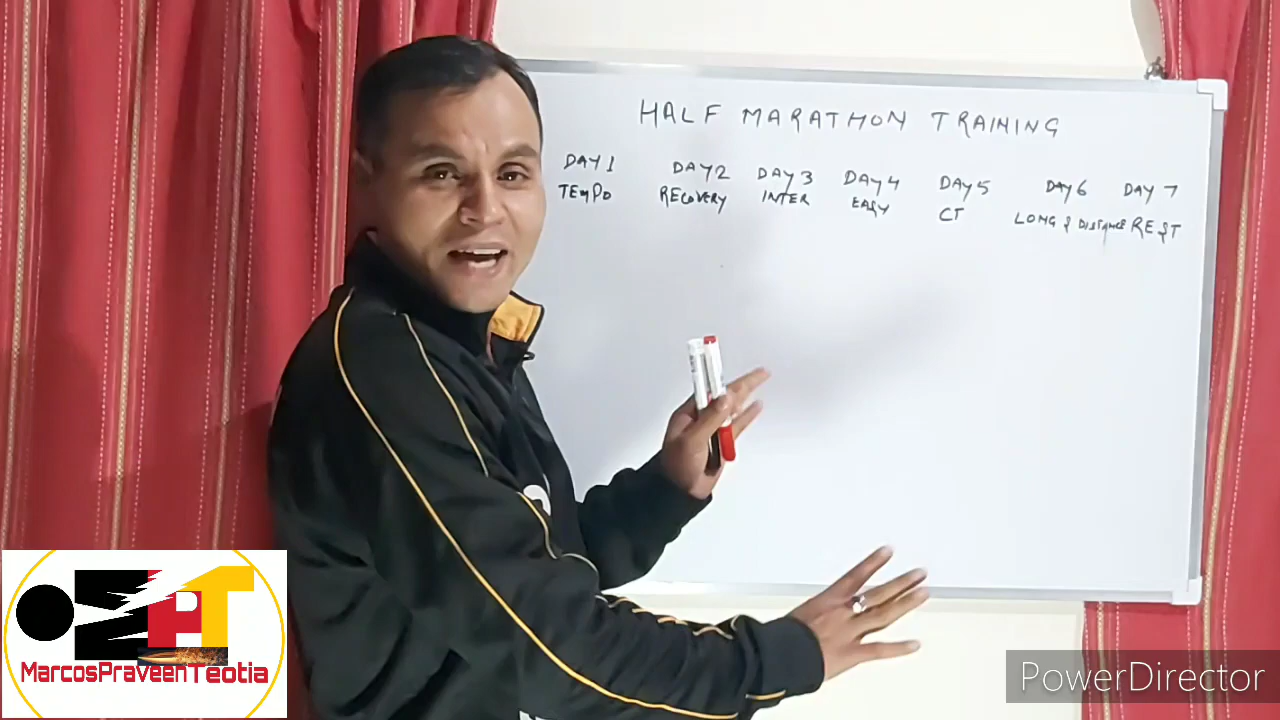 HALF MARATHON TRAINING
DAY 1 DAY 2 DAY 3 DAY 4 DAY 5 DAY 6 DAY 7
TEMPO RECOVERY INTER EASY CT LONG & DISTANCE REST
MarcosPraveenTeotia
PowerDirector